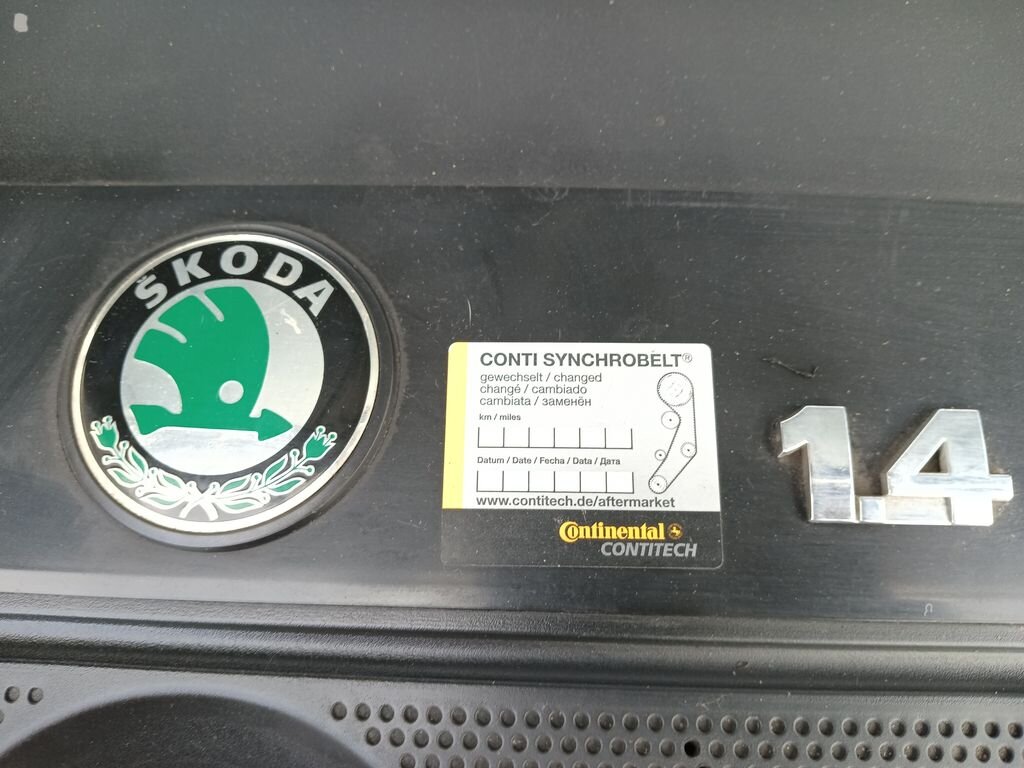 ŠKODA
CONTI SYNCHROBELT®
gewechselt / changed
changé / cambiado
cambiata / заменён
km / miles
Datum / Date / Fecha / Data / Дата
www.contitech.de/aftermarket
Continental
CONTITECH
1.4